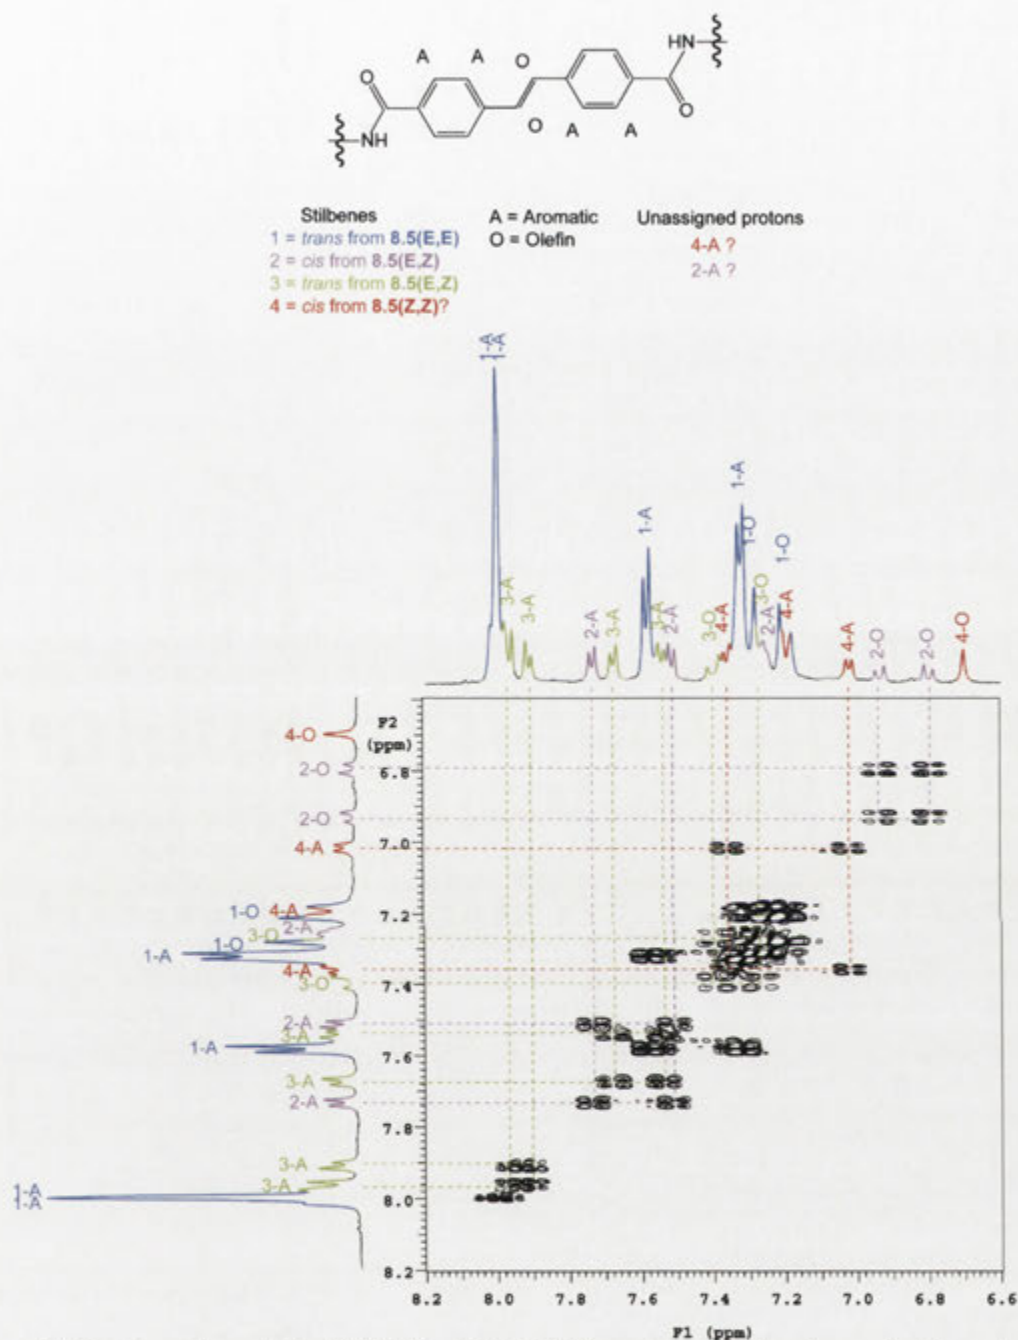 HN
A A O
O
O
NH
O A A
Stilbenes
1 = trans from 8.5(E,E)
2 = cis from 8.5(E,Z)
3 = trans from 8.5(E,Z)
4 = cis from 8.5(Z,Z)?
A = Aromatic
O = Olefin
Unassigned protons
4-A ?
2-A ?
1-A
1-A
3-A
3-A
2-A
3-A
1-A
3-A
2-A
3-O
4-A
1-A
1-O
3-O
2-A
1-O
4-A
4-A
2-O
2-O
4-O
F2
(ppm)
4-O
2-O
2-O
4-A
1-O
4-A
2-A
3-O
1-O
1-A
4-A
3-O
2-A
3-A
1-A
3-A
2-A
3-A
3-A
1-A
1-A
6.8
7.0
7.2
7.4
7.6
7.8
8.0
8.2
8.2 8.0 7.8 7.6 7.4 7.2 7.0 6.8 6.6
F1 (ppm)